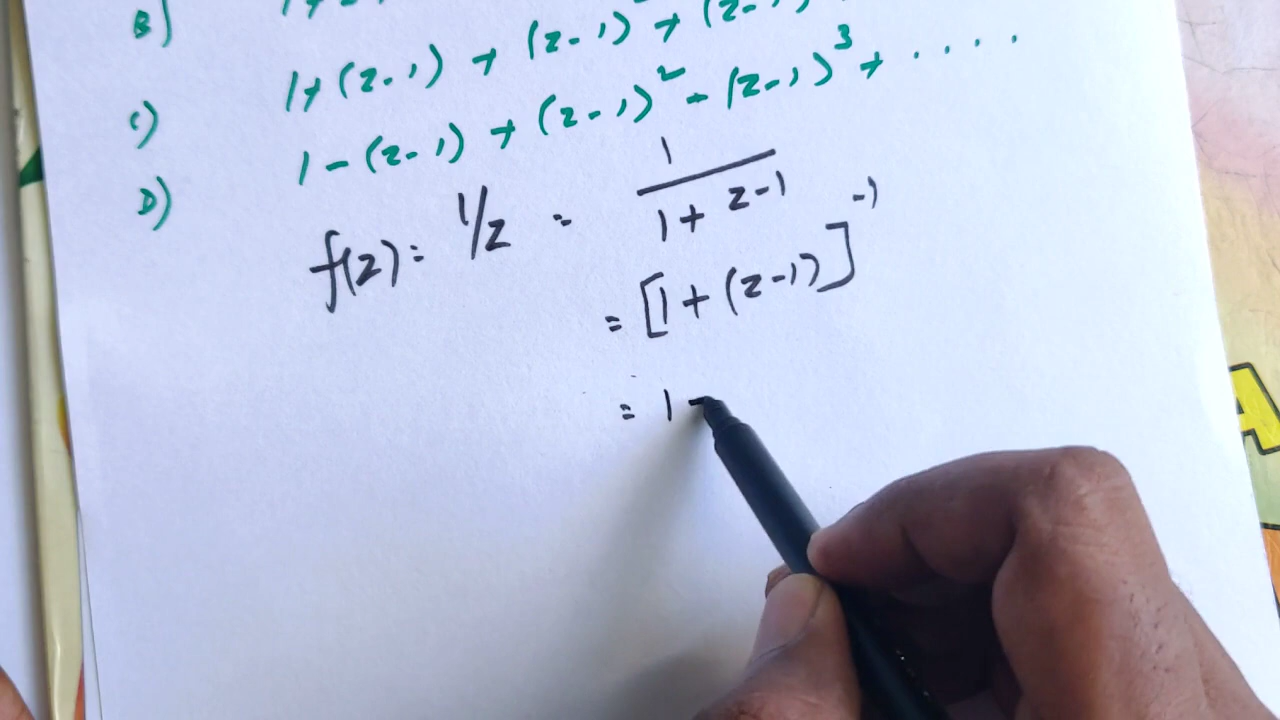 B) 1 +
C) 1 + (z-1) + (z-1)² + (z-1)
D) 1 - (z-1) + (z-1)² - (z-1)³ + ....
f(z) = 1/z = 1/(1 + z-1)
= [1 + (z-1)]⁻¹
= 1 -
A